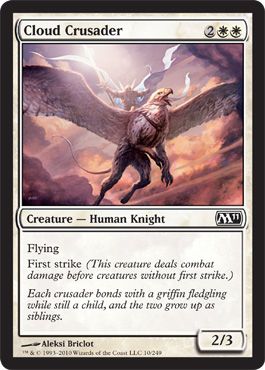 Cloud Crusader 2
Creature — Human Knight M11
Flying
First strike (This creature deals combat
damage before creatures without first strike.)
Each crusader bonds with a griffin fledgling
while still a child, and the two grow up as
siblings.
Aleksi Briclot
™ & © 1993–2010 Wizards of the Coast LLC 10/249
2/3